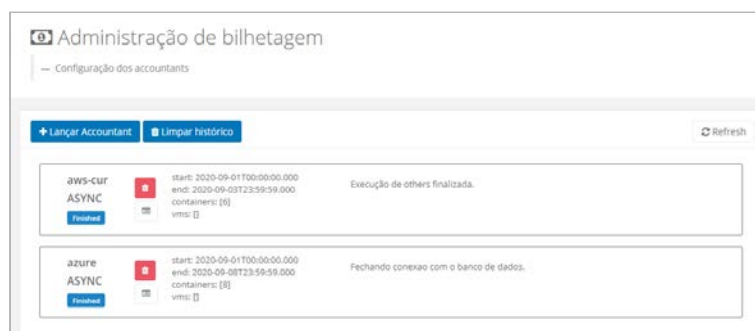 Administração de bilhetagem
— Configuração dos accountants
+ Lançar Accountant Limpar histórico Refresh
aws-cur
ASYNC
Finished
start: 2020-09-01T00:00:00.000
end: 2020-09-03T23:59:59.000
containers: [6]
vms: []
Execução de others finalizada.
azure
ASYNC
Finished
start: 2020-09-01T00:00:00.000
end: 2020-09-08T23:59:59.000
containers: [8]
vms: []
Fechando conexao com o banco de dados.